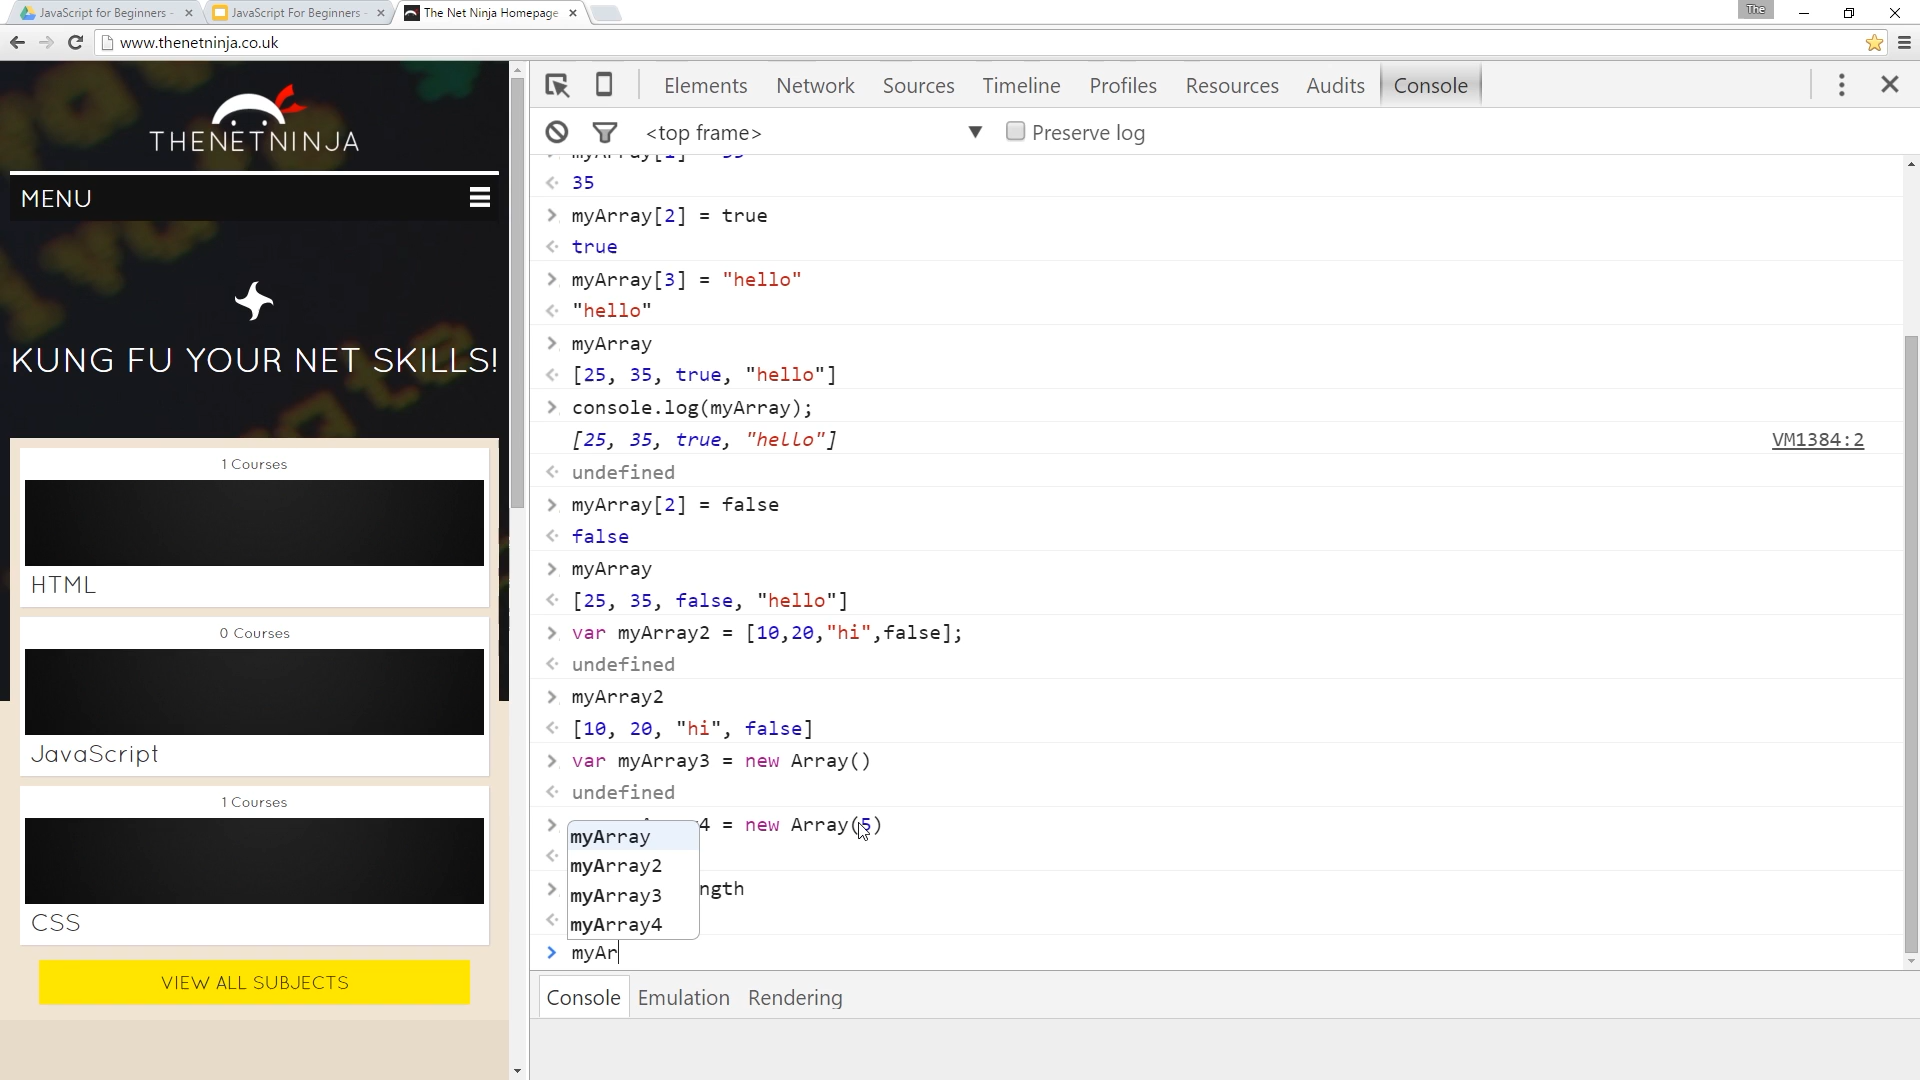 JavaScript for Beginners -
JavaScript For Beginners -
The Net Ninja Homepage
The
www.thenetninja.co.uk
THENETNINJA
MENU
KUNG FU YOUR NET SKILLS!
1 Courses
HTML
0 Courses
JavaScript
1 Courses
CSS
VIEW ALL SUBJECTS
Elements Network Sources Timeline Profiles Resources Audits Console
<top frame> Preserve log
35
myArray[2] = true
true
myArray[3] = "hello"
"hello"
myArray
[25, 35, true, "hello"]
console.log(myArray);
[25, 35, true, "hello"] VM1384:2
undefined
myArray[2] = false
false
myArray
[25, 35, false, "hello"]
var myArray2 = [10,20,"hi",false];
undefined
myArray2
[10, 20, "hi", false]
var myArray3 = new Array()
undefined
4 = new Array(5)
ngth
myArray
myArray2
myArray3
myArray4
myAr
Console Emulation Rendering